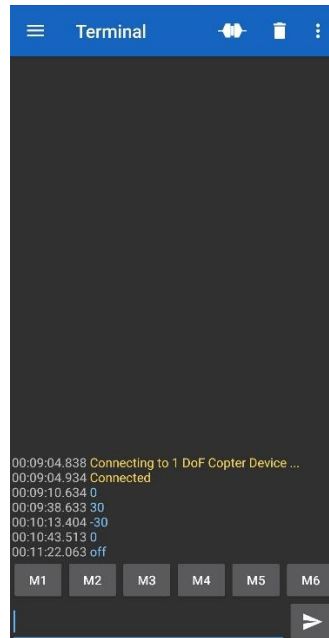 Terminal
00:09:04.838 Connecting to 1 DoF Copter Device ...
00:09:04.934 Connected
00:09:10.634 0
00:09:38.633 30
00:10:13.404 -30
00:10:43.513 0
00:11:22.063 off
M1 M2 M3 M4 M5 M6